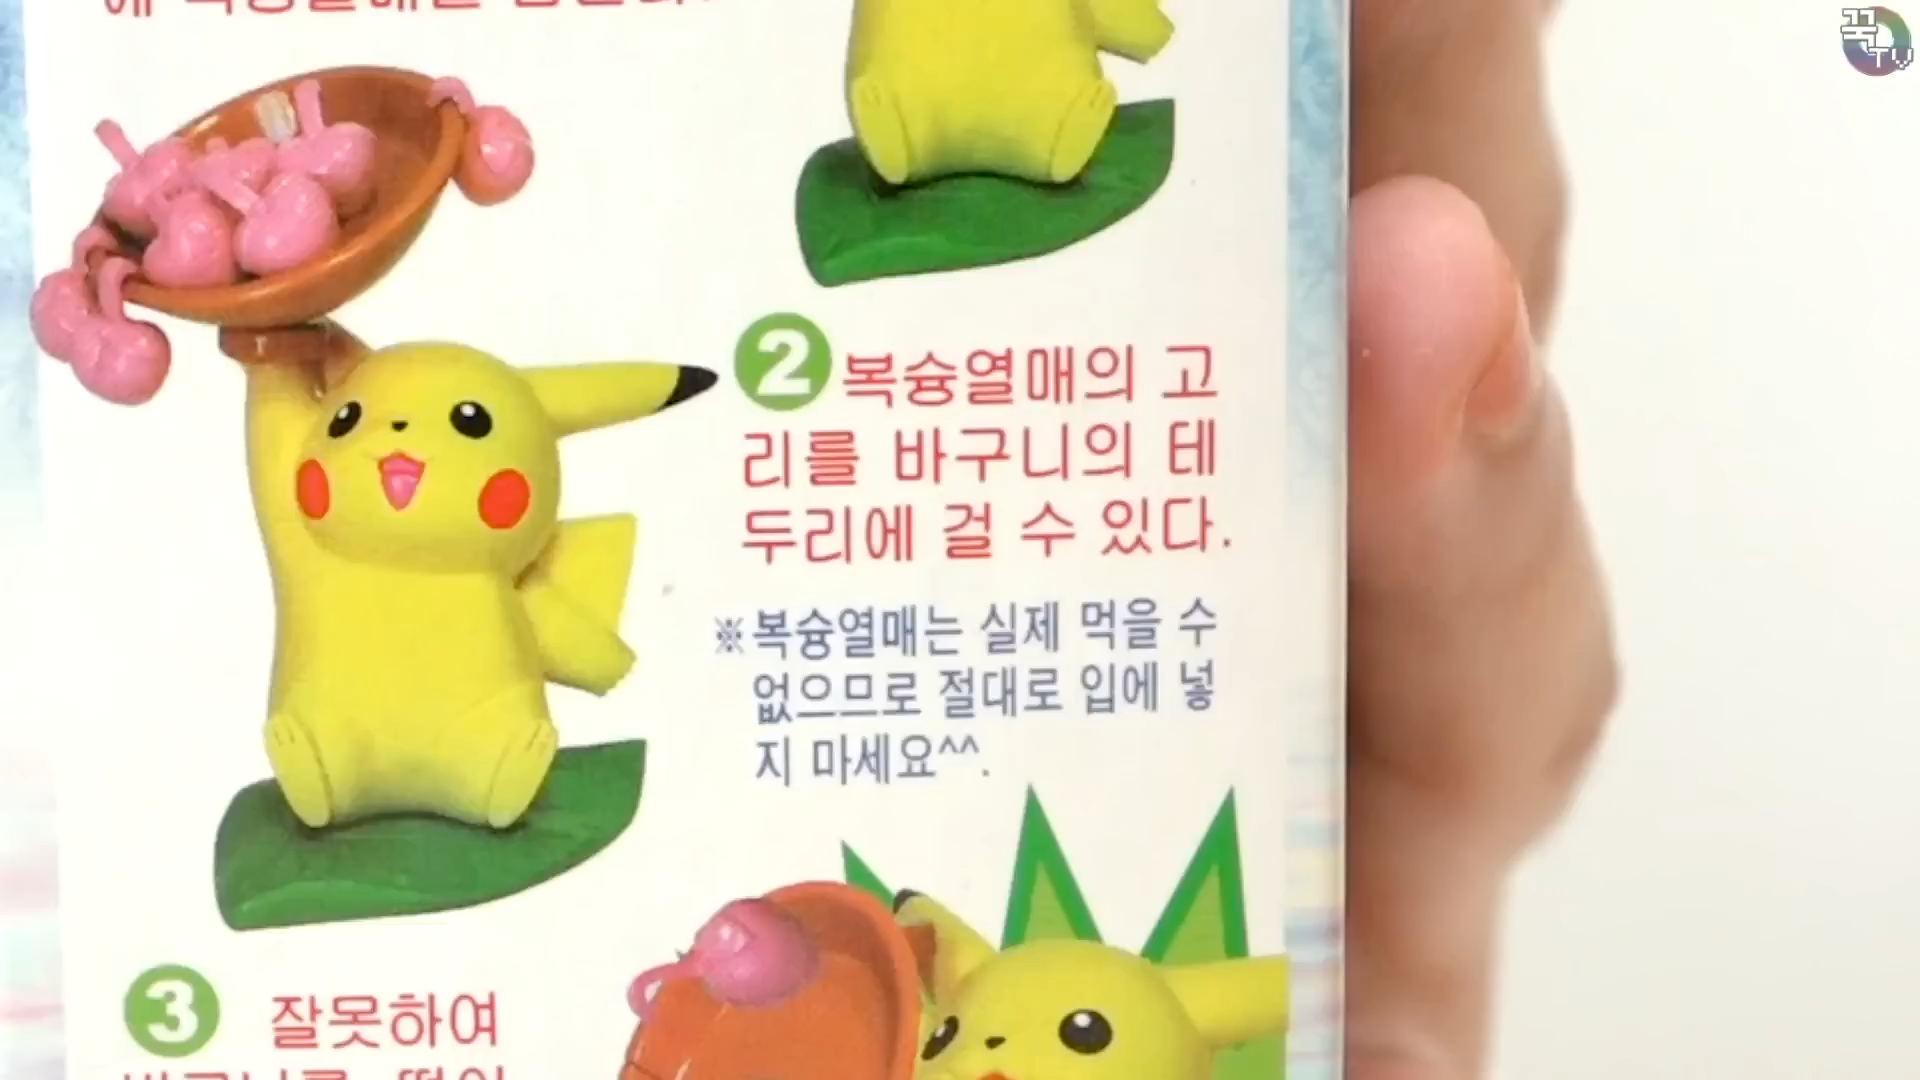 꾹
TV
2 복슝열매의 고
리를 바구니의 테
두리에 걸 수 있다.
※복슝열매는 실제 먹을 수
없으므로 절대로 입에 넣
지 마세요^^.
3 잘못하여